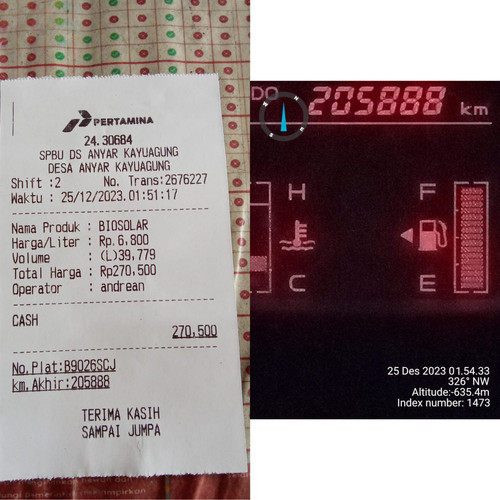 PERTAMINA
24.30684
SPBU DS ANYAR KAYUAGUNG
DESA ANYAR KAYUAGUNG
Shift :2 No. Trans:2676227
Waktu : 25/12/2023.01:51:17
Nama Produk : BIOSOLAR
Harga/Liter : Rp.6,800
Volume : (L)39,779
Total Harga : Rp270,500
Operator : andrean
CASH
270,500
No.Plat:B9026SCJ
km.Akhir:205888
TERIMA KASIH
SAMPAI JUMPA
DO 205888 km
H F
C E
25 Des 2023 01.54.33
326° NW
Altitude:-635.4m
Index number: 1473